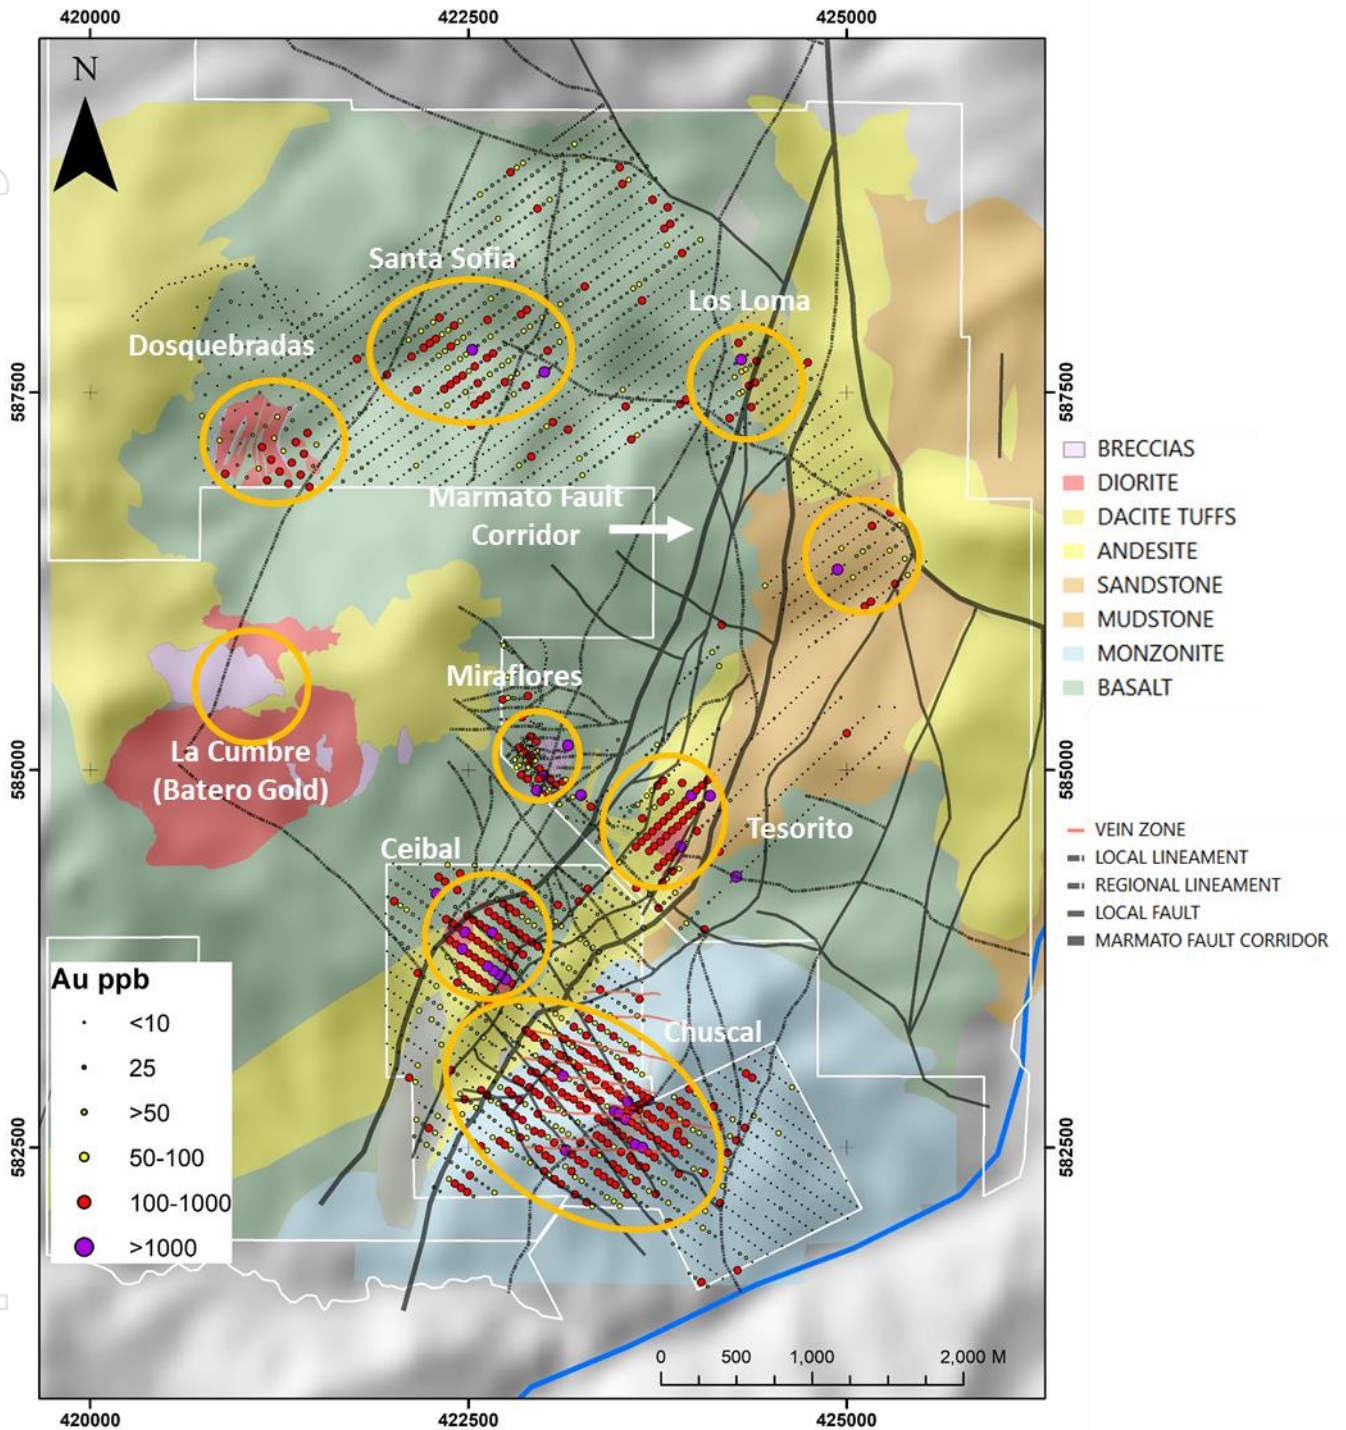 420000
422500
425000
N
Santa Sofia
Los Loma
Dosquebradas
587500
587500
Marmato Fault
Corridor
BRECCIAS
DIORITE
DACITE TUFFS
ANDESITE
SANDSTONE
MUDSTONE
MONZONITE
BASALT
Miraflores
La Cumbre
(Batero Gold)
585000
585000
Tesorito
Ceibal
VEIN ZONE
LOCAL LINEAMENT
REGIONAL LINEAMENT
LOCAL FAULT
MARMATO FAULT CORRIDOR
Au ppb
<10
25
>50
50-100
100-1000
>1000
Chuscal
582500
582500
0 500 1,000 2,000 M
420000
422500
425000